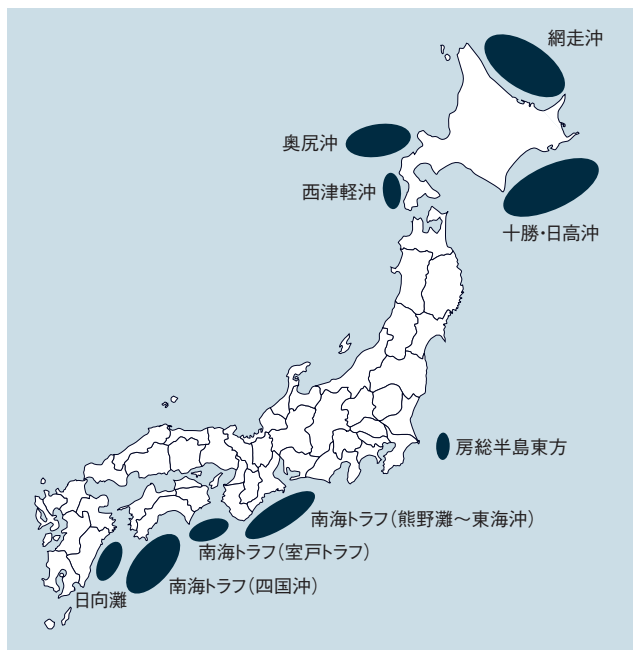 網走沖
奥尻沖
西津軽沖
十勝・日高沖
房総半島東方
南海トラフ(熊野灘～東海沖)
南海トラフ(室戸トラフ)
南海トラフ(四国沖)
日向灘